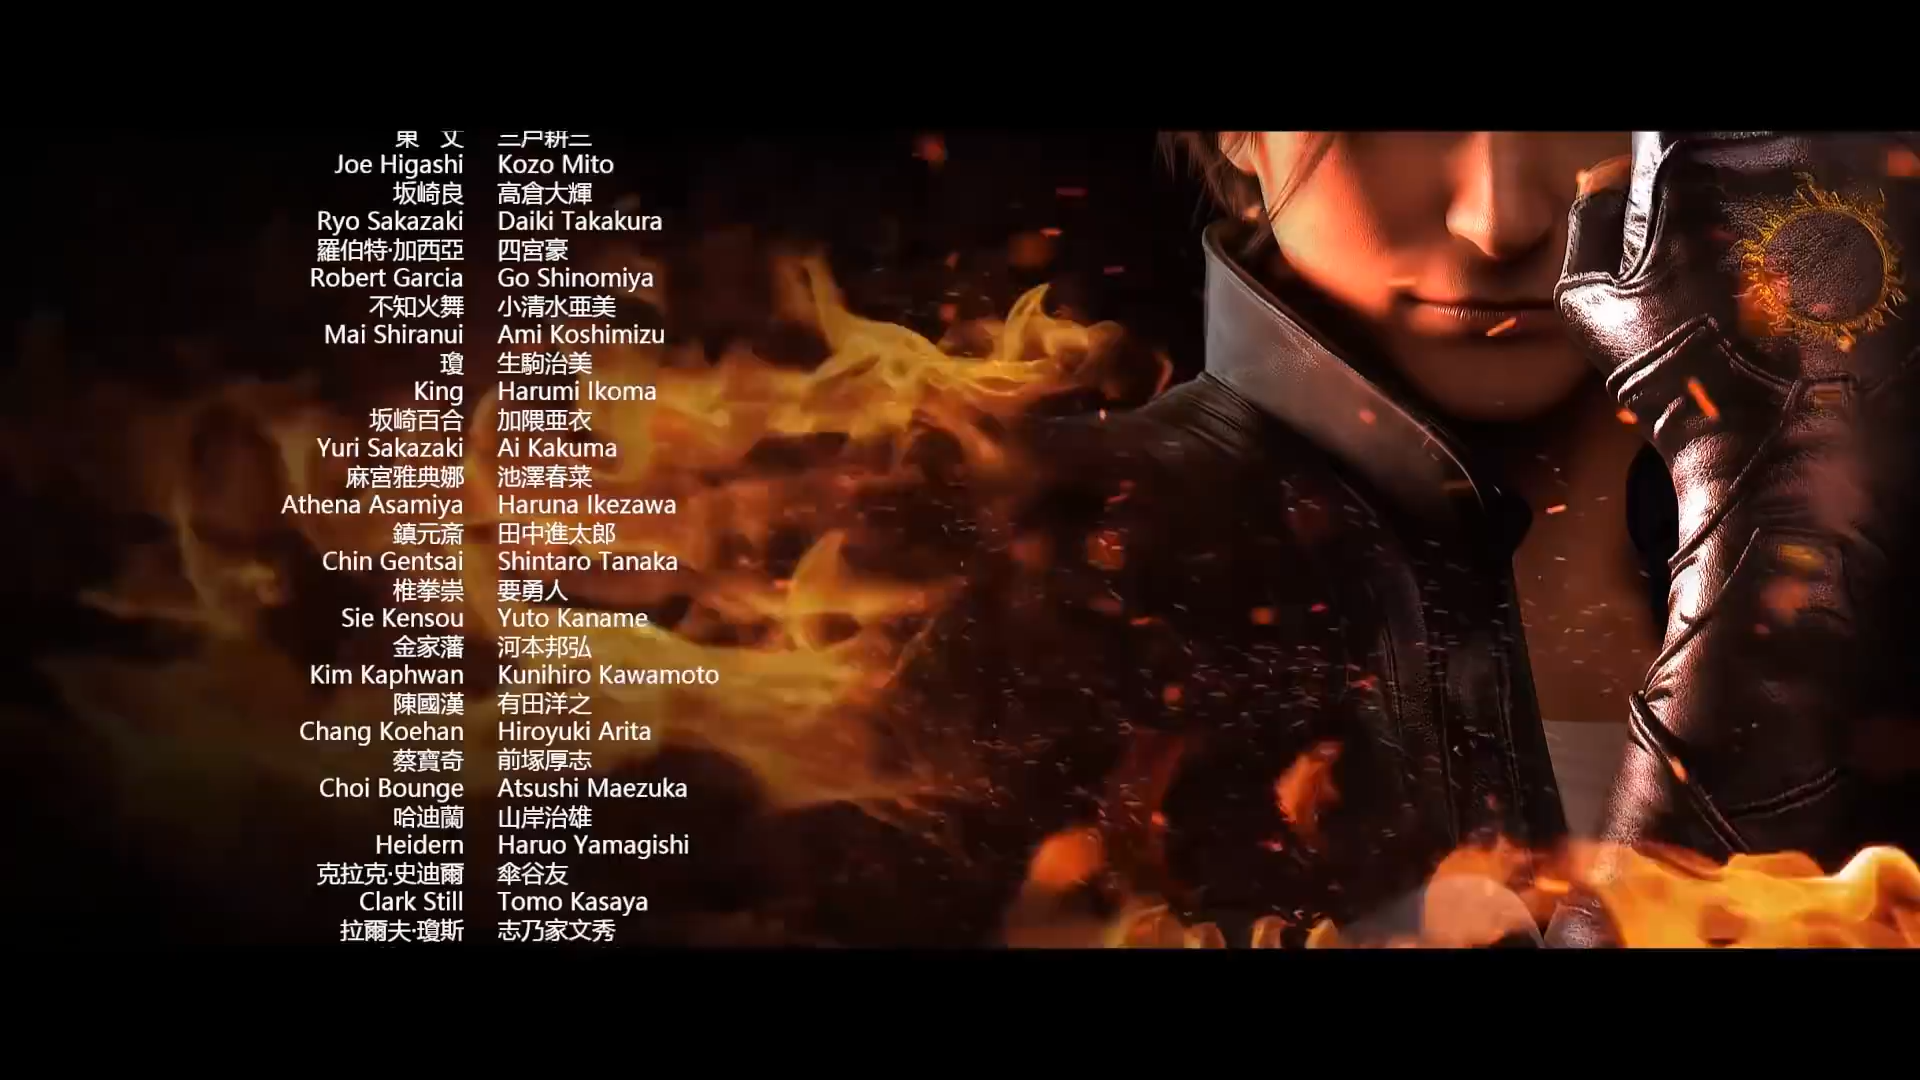 東 丈 三戸耕三
Joe Higashi Kozo Mito
坂崎良 高倉大輝
Ryo Sakazaki Daiki Takakura
羅伯特·加西亞 四宮豪
Robert Garcia Go Shinomiya
不知火舞 小清水亜美
Mai Shiranui Ami Koshimizu
瓊 生駒治美
King Harumi Ikoma
坂崎百合 加隈亜衣
Yuri Sakazaki Ai Kakuma
麻宮雅典娜 池澤春菜
Athena Asamiya Haruna Ikezawa
鎮元斎 田中進太郎
Chin Gentsai Shintaro Tanaka
椎拳崇 要勇人
Sie Kensou Yuto Kaname
金家藩 河本邦弘
Kim Kaphwan Kunihiro Kawamoto
陳國漢 有田洋之
Chang Koehan Hiroyuki Arita
蔡寶奇 前塚厚志
Choi Bounge Atsushi Maezuka
哈迪蘭 山岸治雄
Heidern Haruo Yamagishi
克拉克·史迪爾 傘谷友
Clark Still Tomo Kasaya
拉爾夫·瓊斯 志乃家文秀